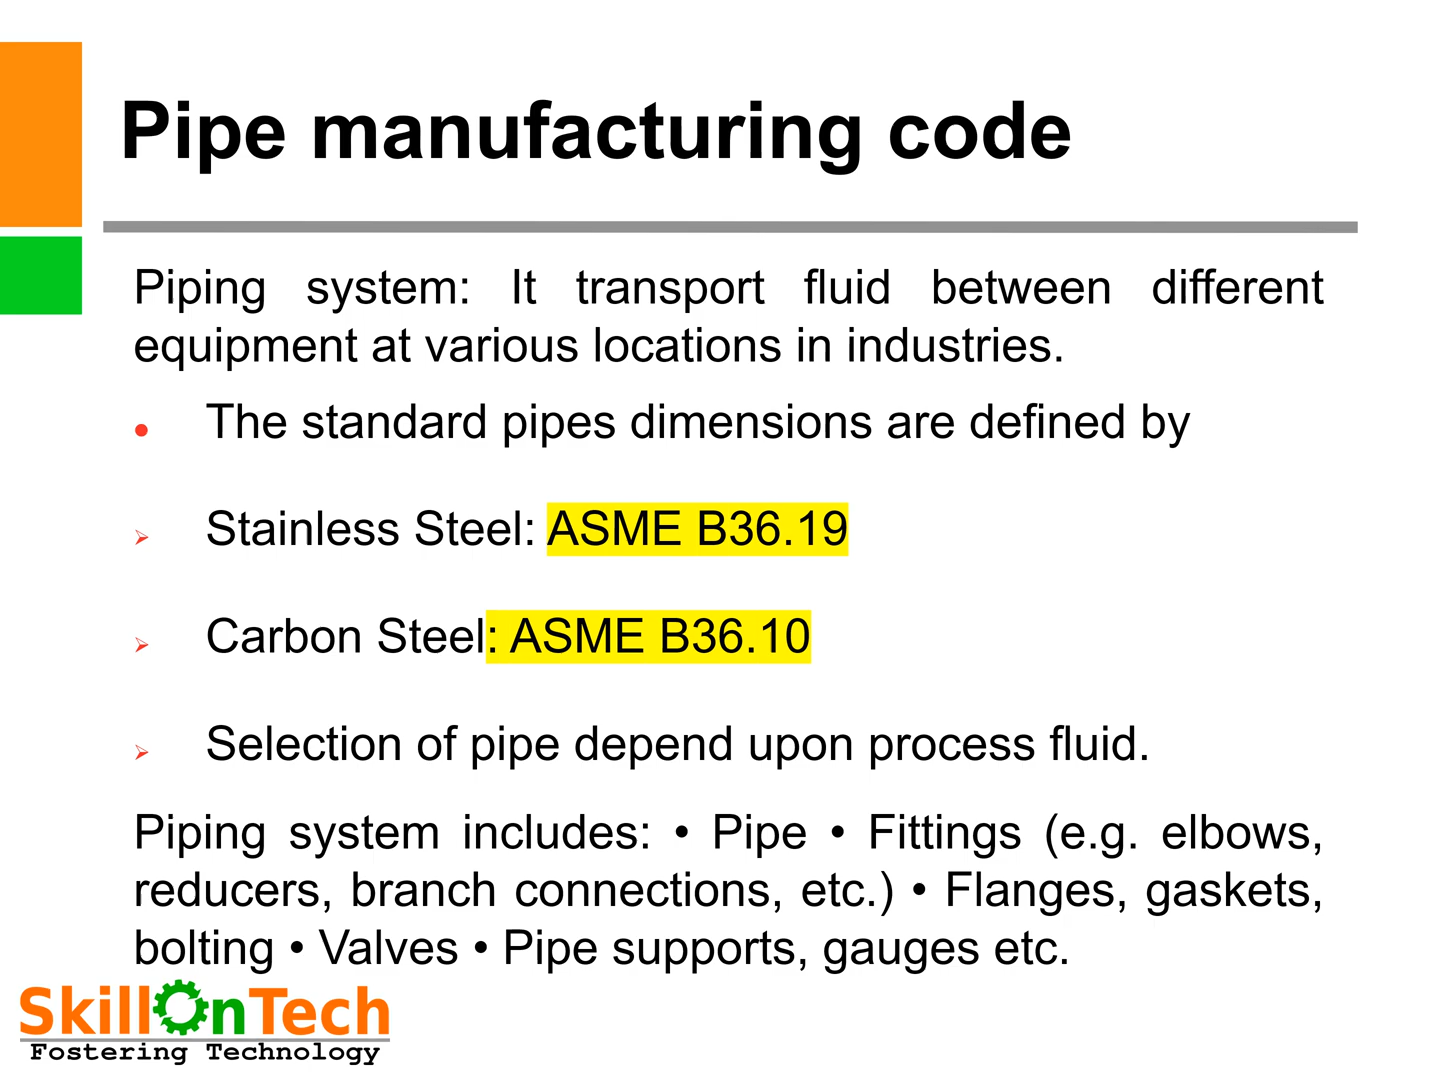 Pipe manufacturing code
Piping system: It transport fluid between different
equipment at various locations in industries.
● The standard pipes dimensions are defined by
➢ Stainless Steel: ASME B36.19
➢ Carbon Steel: ASME B36.10
➢ Selection of pipe depend upon process fluid.
Piping system includes: • Pipe • Fittings (e.g. elbows,
reducers, branch connections, etc.) • Flanges, gaskets,
bolting • Valves • Pipe supports, gauges etc.
SkillOnTech
Fostering Technology